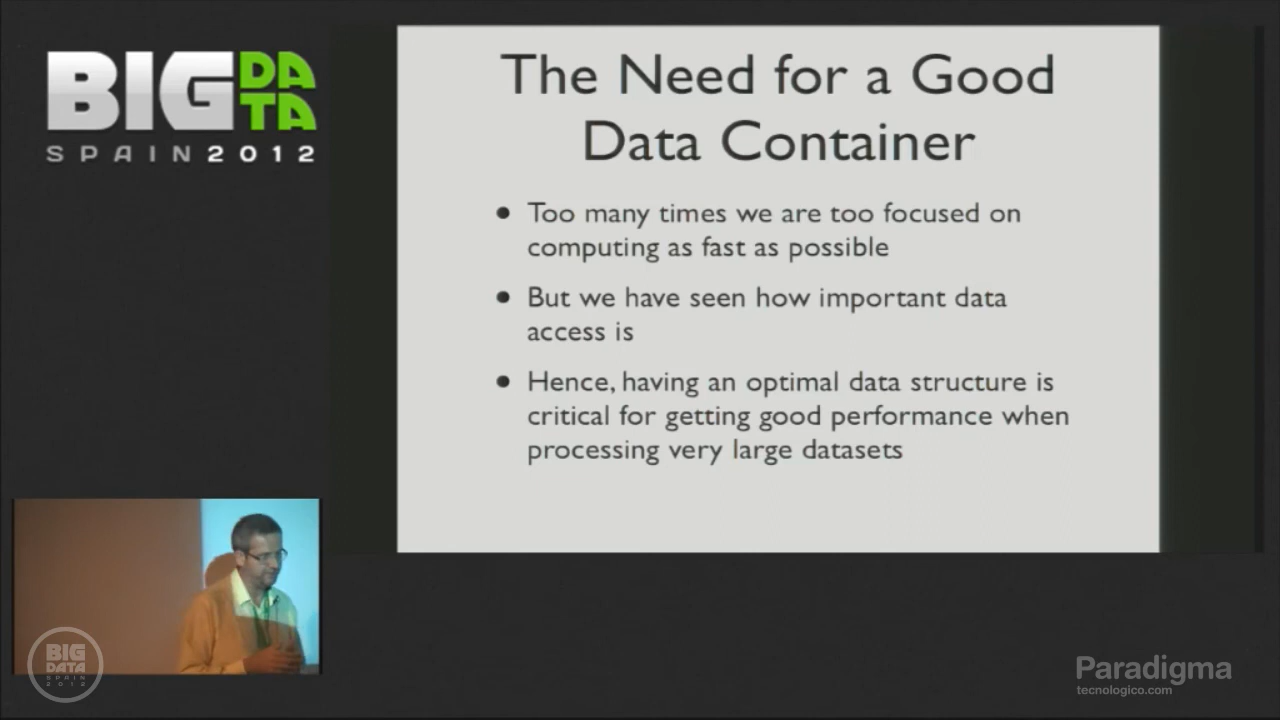 BIG DATA
SPAIN 2012
The Need for a Good
Data Container
Too many times we are too focused on
computing as fast as possible
But we have seen how important data
access is
Hence, having an optimal data structure is
critical for getting good performance when
processing very large datasets
BIG
DATA
SPAIN
2012
Paradigma
tecnologico.com